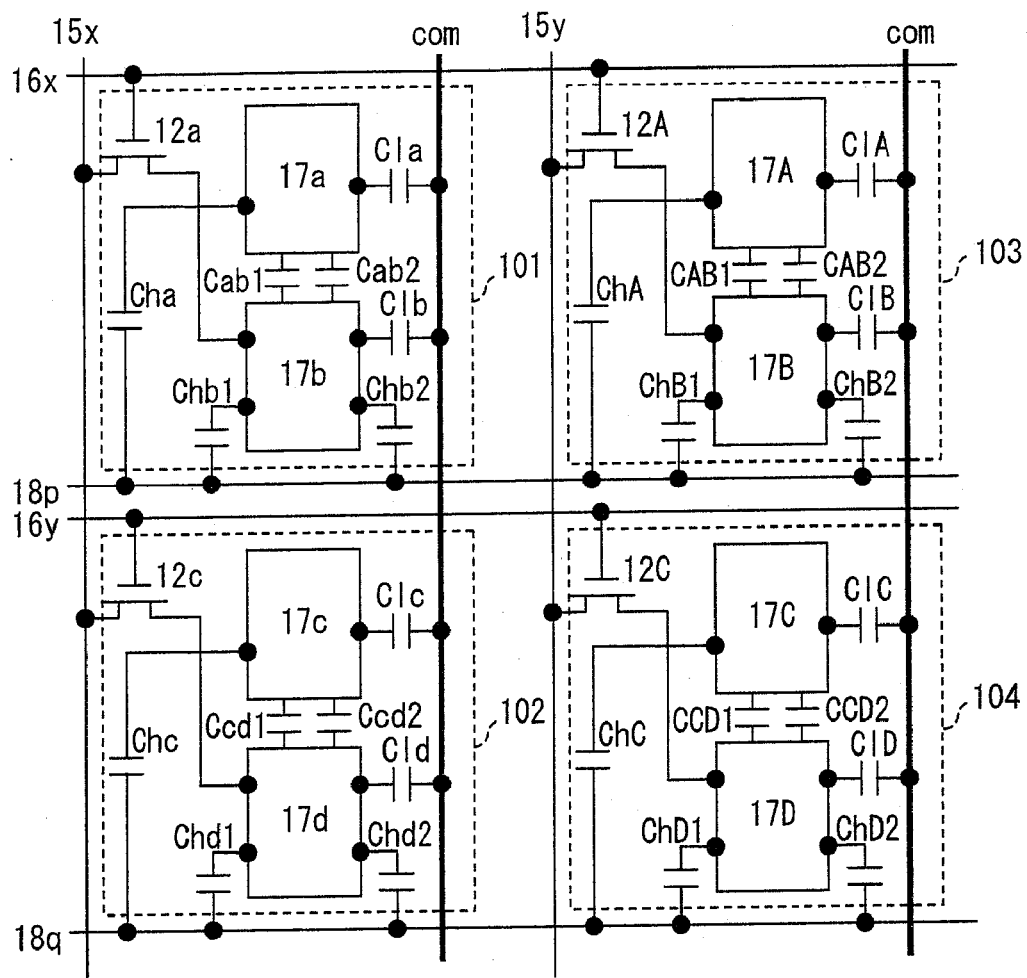 15x
com
15y
com
16x
12a
17a
Cla
12A
17A
ClA
Cab1
Cab2
101
CAB1
CAB2
103
Cha
Clb
ChA
ClB
Chb1
17b
Chb2
ChB1
17B
ChB2
18p
16y
12c
17c
Clc
12C
17C
ClC
Ccd1
Ccd2
102
CCD1
CCD2
104
Chc
Cld
ChC
ClD
Chd1
17d
Chd2
ChD1
17D
ChD2
18q